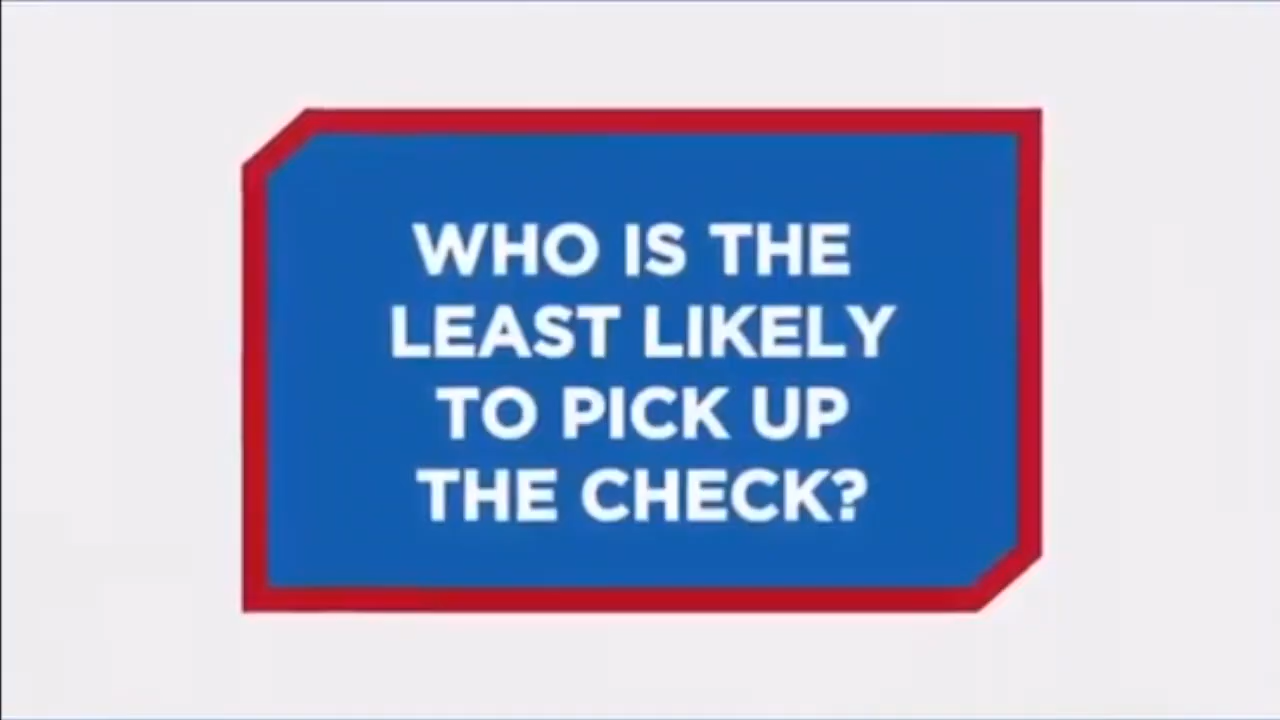 WHO IS THE
LEAST LIKELY
TO PICK UP
THE CHECK?